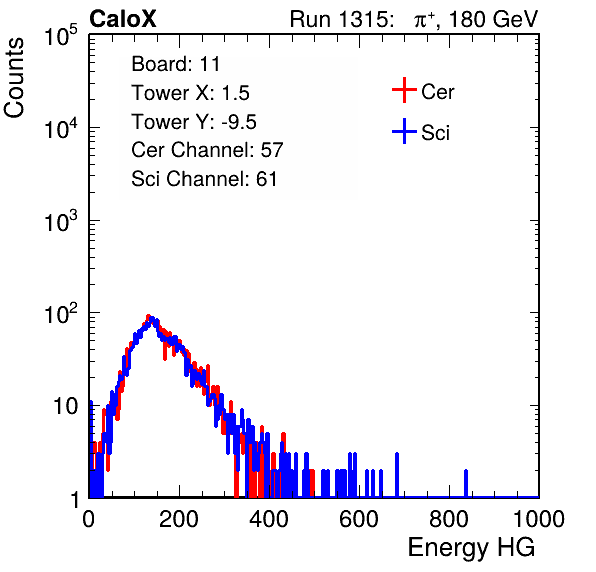 CaloX Run 1315: π⁺, 180 GeV
Counts
10⁵
10⁴
10³
10²
10
1
Board: 11
Tower X: 1.5
Tower Y: -9.5
Cer Channel: 57
Sci Channel: 61
Cer
Sci
0 200 400 600 800 1000
Energy HG